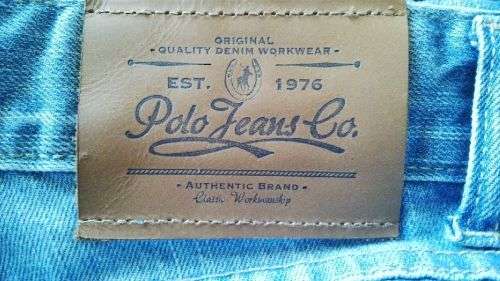 ORIGINAL
- QUALITY DENIM WORKWEAR -
EST. 1976
Polo Jeans Co.
- AUTHENTIC BRAND -
Classic Workmanship